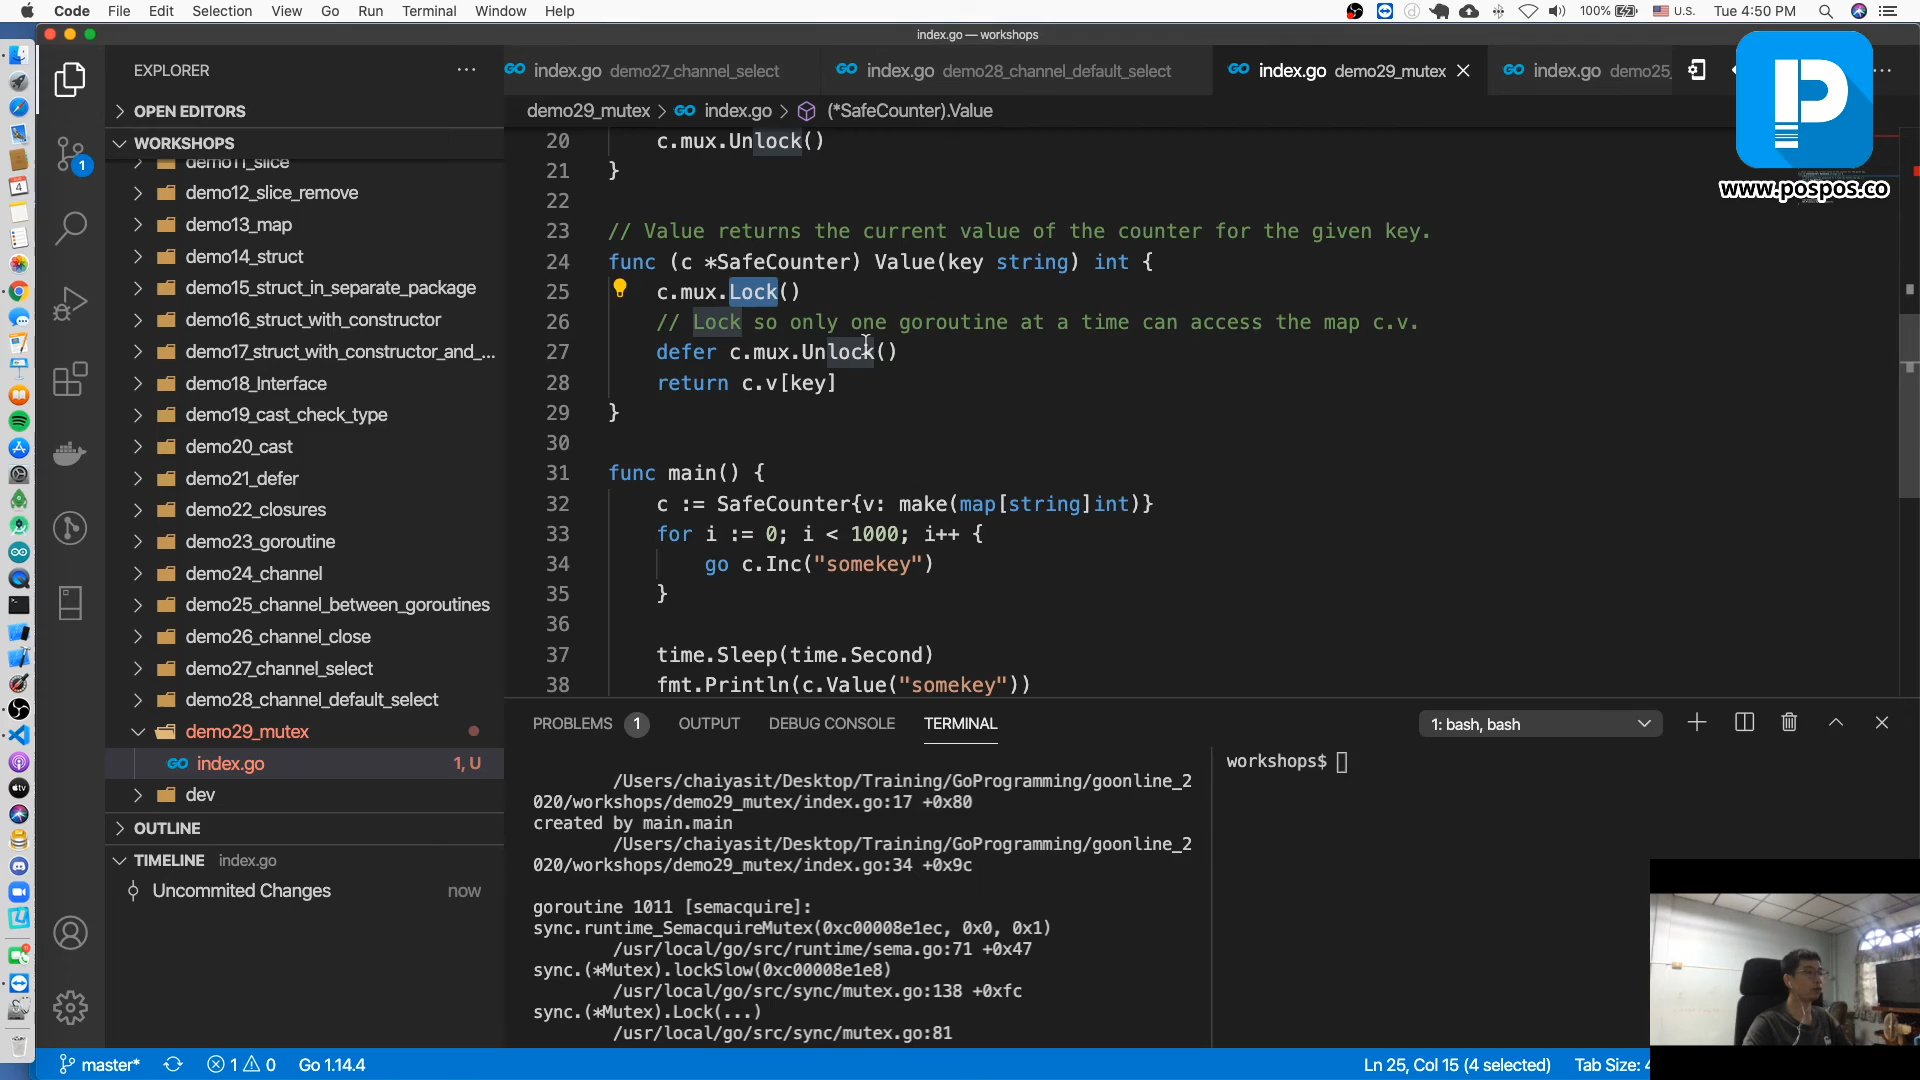 Code File Edit Selection View Go Run Terminal Window Help
100% U.S. Tue 4:50 PM
index.go — workshops
EXPLORER
index.go demo27_channel_select
index.go demo28_channel_default_select
index.go demo29_mutex
index.go demo25_
OPEN EDITORS
demo29_mutex > index.go > (*SafeCounter).Value
WORKSHOPS
demo11_slice
demo12_slice_remove
demo13_map
demo14_struct
demo15_struct_in_separate_package
demo16_struct_with_constructor
demo17_struct_with_constructor_and_...
demo18_Interface
demo19_cast_check_type
demo20_cast
demo21_defer
demo22_closures
demo23_goroutine
demo24_channel
demo25_channel_between_goroutines
demo26_channel_close
demo27_channel_select
demo28_channel_default_select
demo29_mutex
index.go 1, U
dev
OUTLINE
TIMELINE index.go
Uncommited Changes now
20 c.mux.Unlock()
21 }
22
23 // Value returns the current value of the counter for the given key.
24 func (c *SafeCounter) Value(key string) int {
25 c.mux.Lock()
26 // Lock so only one goroutine at a time can access the map c.v.
27 defer c.mux.Unlock()
28 return c.v[key]
29 }
30
31 func main() {
32 c := SafeCounter{v: make(map[string]int)}
33 for i := 0; i < 1000; i++ {
34 go c.Inc("somekey")
35 }
36
37 time.Sleep(time.Second)
38 fmt.Println(c.Value("somekey"))
PROBLEMS 1 OUTPUT DEBUG CONSOLE TERMINAL 1: bash, bash
/Users/chaiyasit/Desktop/Training/GoProgramming/goonline_2
020/workshops/demo29_mutex/index.go:17 +0x80
created by main.main
/Users/chaiyasit/Desktop/Training/GoProgramming/goonline_2
020/workshops/demo29_mutex/index.go:34 +0x9c
goroutine 1011 [semacquire]:
sync.runtime_SemacquireMutex(0xc00008e1ec, 0x0, 0x1)
/usr/local/go/src/runtime/sema.go:71 +0x47
sync.(*Mutex).lockSlow(0xc00008e1e8)
/usr/local/go/src/sync/mutex.go:138 +0xfc
sync.(*Mutex).Lock(...)
/usr/local/go/src/sync/mutex.go:81
workshops$
master* 1 0 Go 1.14.4
Ln 25, Col 15 (4 selected) Tab Size:
P
www.pospos.co
1
4